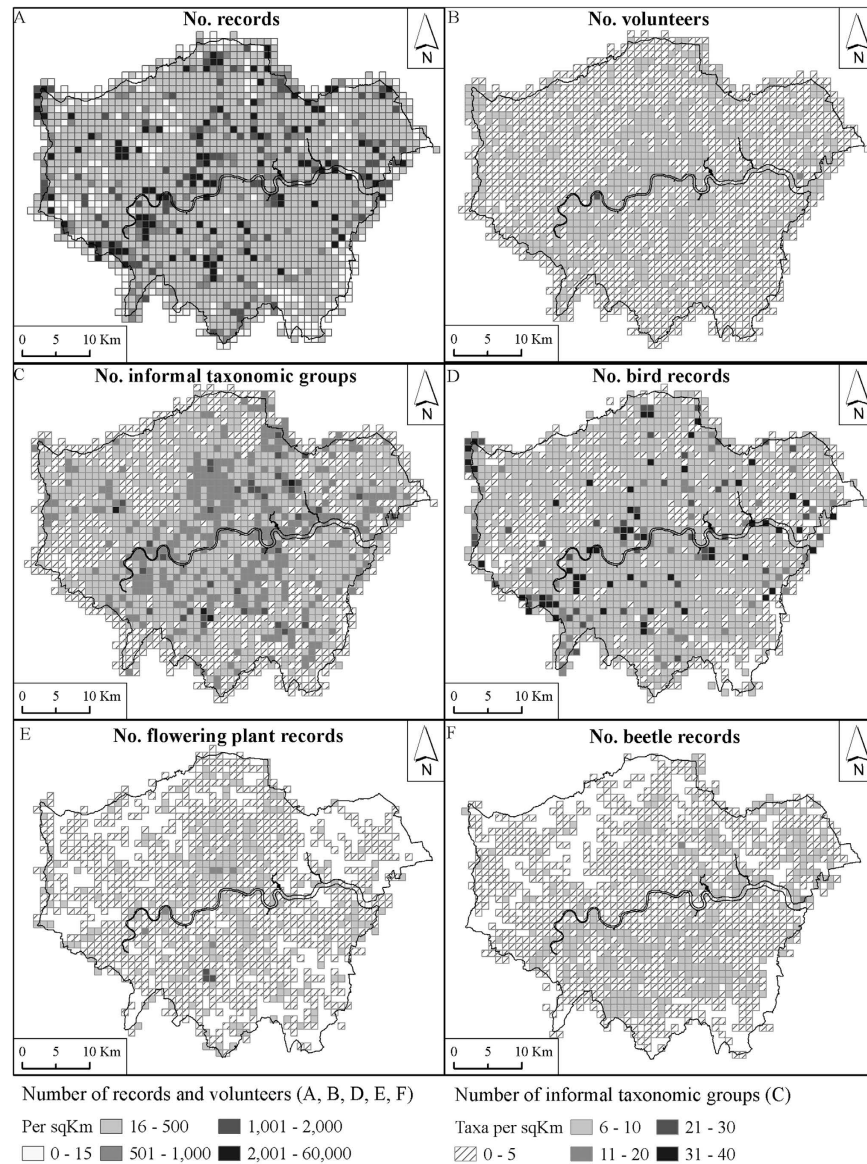 A
No. records
N
0 5 10 Km
B
No. volunteers
N
0 5 10 Km
C
No. informal taxonomic groups
N
0 5 10 Km
D
No. bird records
N
0 5 10 Km
E
No. flowering plant records
N
0 5 10 Km
F
No. beetle records
N
0 5 10 Km
Number of records and volunteers (A, B, D, E, F)
Per sqKm 16 - 500 1,001 - 2,000
0 - 15 501 - 1,000 2,001 - 60,000
Number of informal taxonomic groups (C)
Taxa per sqKm 6 - 10 21 - 30
0 - 5 11 - 20 31 - 40